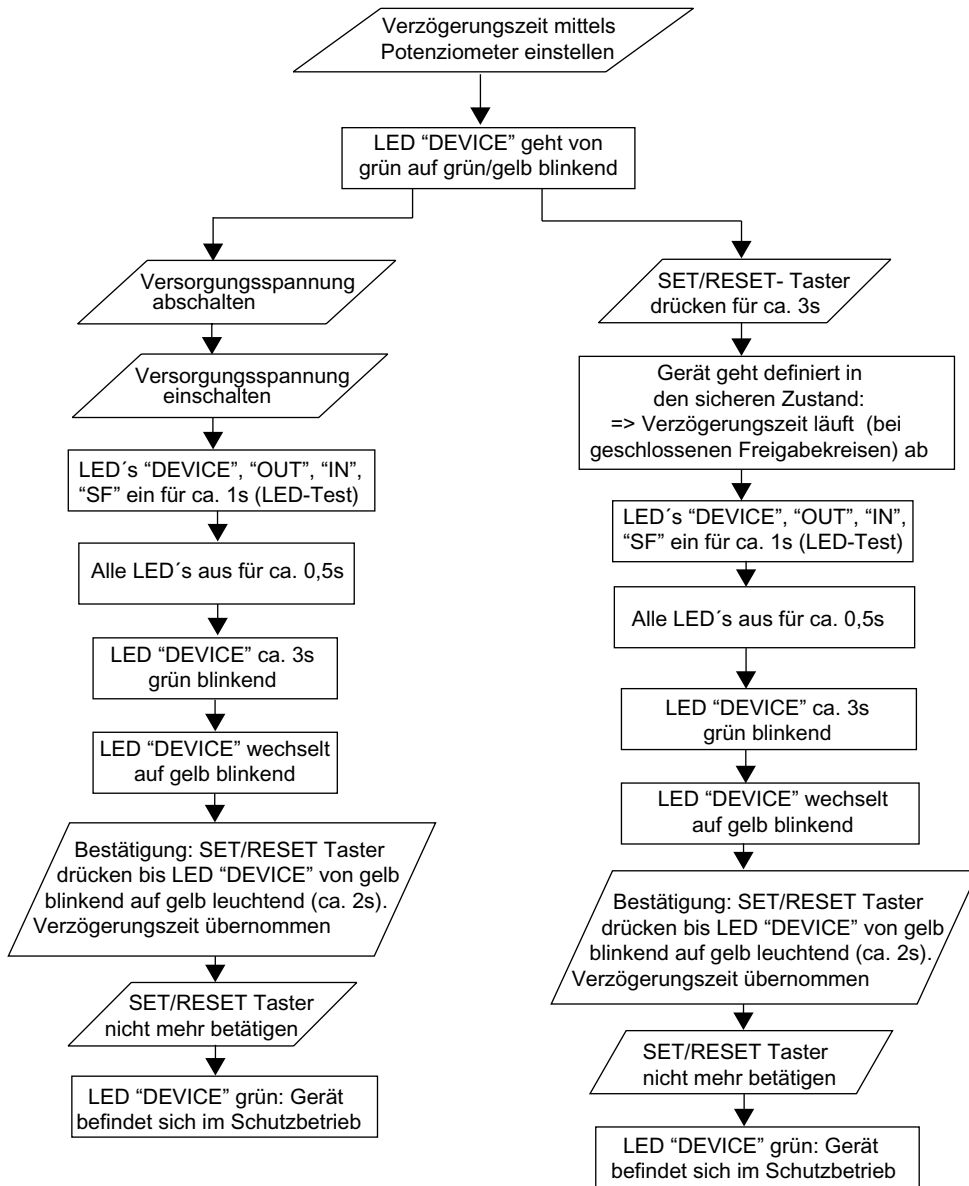 Verzögerungszeit mittels
Potenziometer einstellen
LED “DEVICE” geht von
grün auf grün/gelb blinkend
Versorgungsspannung
abschalten
Versorgungsspannung
einschalten
LED´s “DEVICE”, “OUT”, “IN”,
“SF” ein für ca. 1s (LED-Test)
Alle LED´s aus für ca. 0,5s
LED “DEVICE” ca. 3s
grün blinkend
LED “DEVICE” wechselt
auf gelb blinkend
Bestätigung: SET/RESET Taster
drücken bis LED “DEVICE” von gelb
blinkend auf gelb leuchtend (ca. 2s).
Verzögerungszeit übernommen
SET/RESET Taster
nicht mehr betätigen
LED “DEVICE” grün: Gerät
befindet sich im Schutzbetrieb
SET/RESET- Taster
drücken für ca. 3s
Gerät geht definiert in
den sicheren Zustand:
=> Verzögerungszeit läuft (bei
geschlossenen Freigabekreisen) ab
LED´s “DEVICE”, “OUT”, “IN”,
“SF” ein für ca. 1s (LED-Test)
Alle LED´s aus für ca. 0,5s
LED “DEVICE” ca. 3s
grün blinkend
LED “DEVICE” wechselt
auf gelb blinkend
Bestätigung: SET/RESET Taster
drücken bis LED “DEVICE” von gelb
blinkend auf gelb leuchtend (ca. 2s).
Verzögerungszeit übernommen
SET/RESET Taster
nicht mehr betätigen
LED “DEVICE” grün: Gerät
befindet sich im Schutzbetrieb